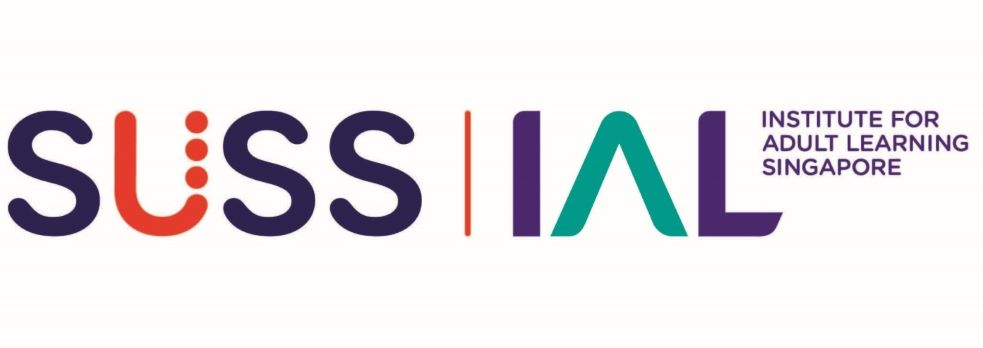 SUSS
IAL
INSTITUTE FOR
ADULT LEARNING
SINGAPORE